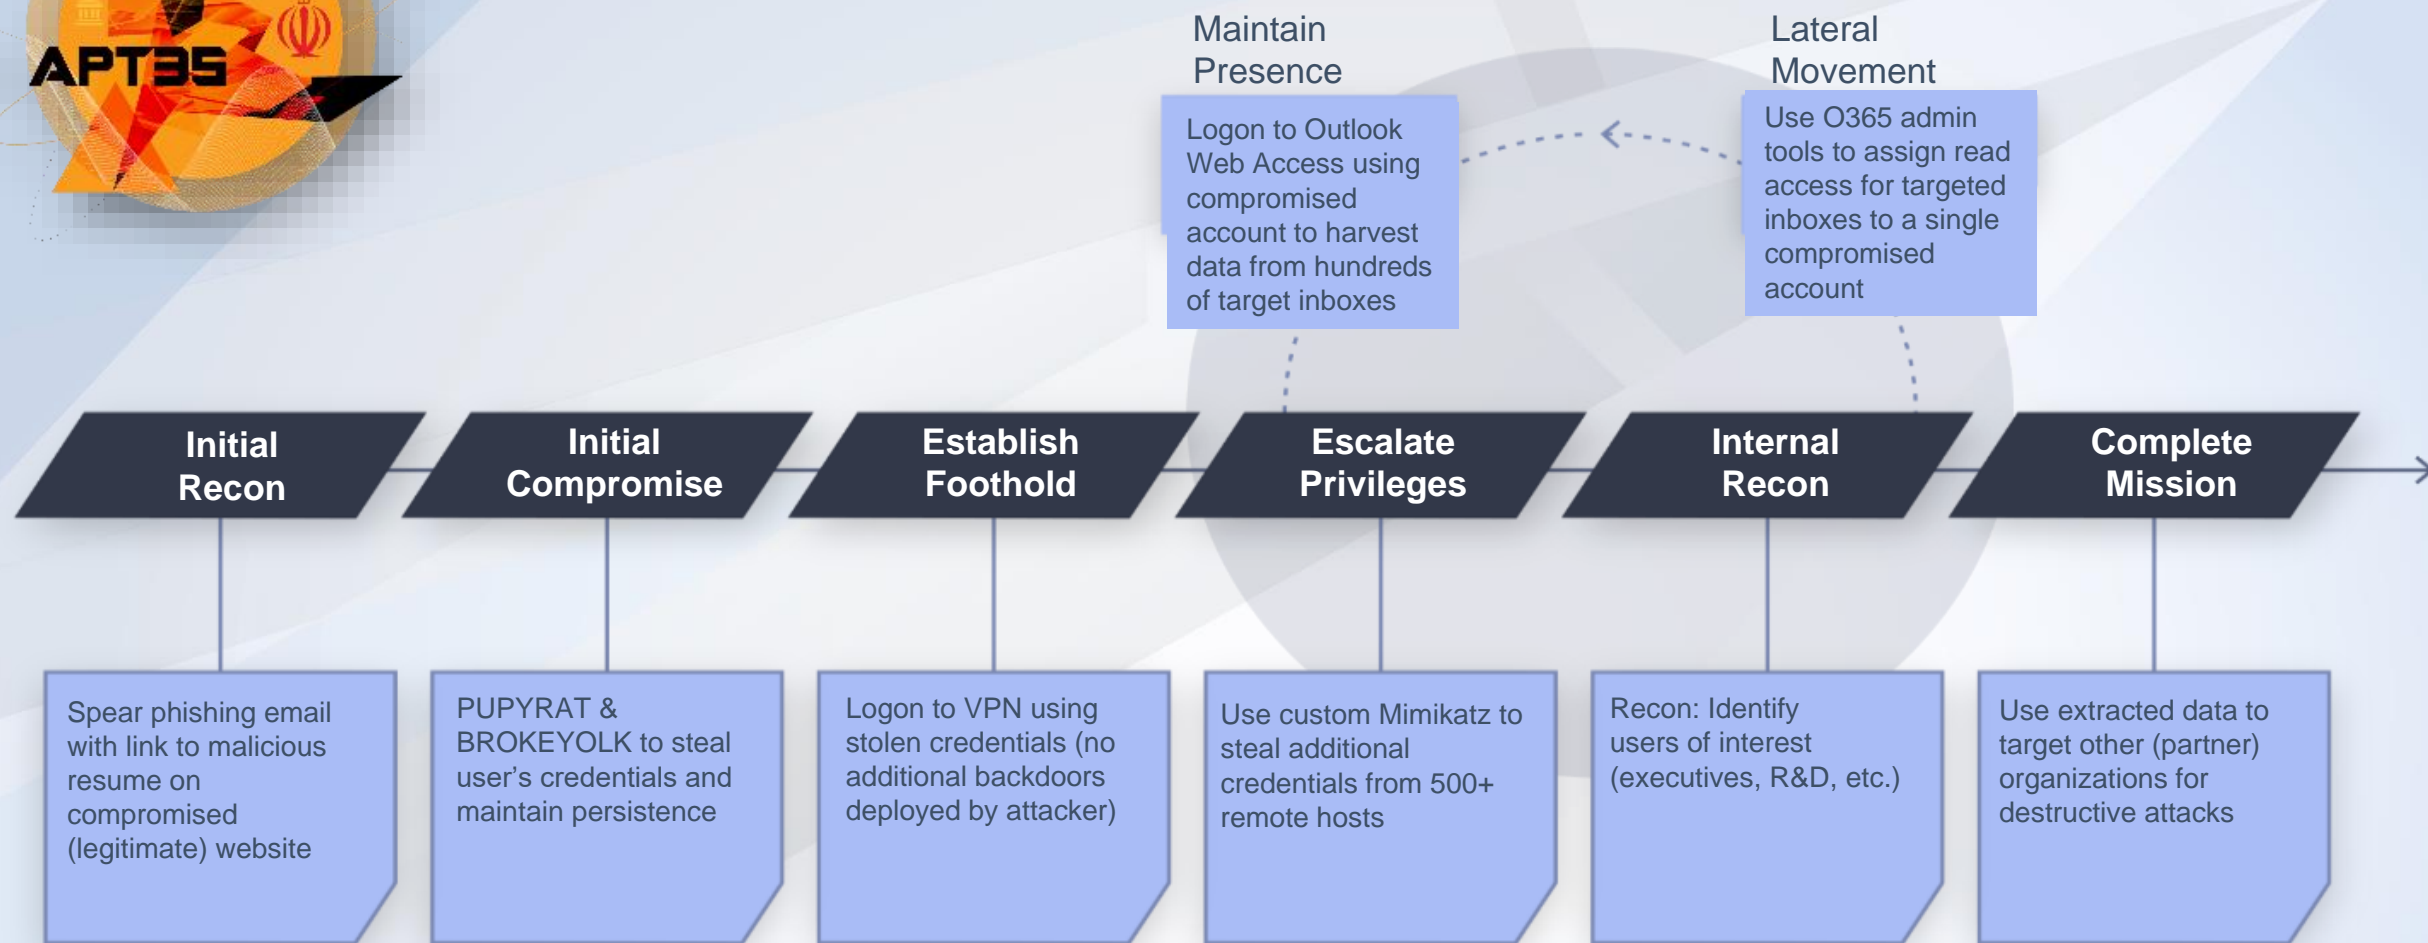 APT35
Maintain
Presence
Logon to Outlook
Web Access using
compromised
account to harvest
data from hundreds
of target inboxes
Lateral
Movement
Use O365 admin
tools to assign read
access for targeted
inboxes to a single
compromised
account
Initial
Recon
Initial
Compromise
Establish
Foothold
Escalate
Privileges
Internal
Recon
Complete
Mission
Spear phishing email
with link to malicious
resume on
compromised
(legitimate) website
PUPYRAT &
BROKEYOLK to steal
user’s credentials and
maintain persistence
Logon to VPN using
stolen credentials (no
additional backdoors
deployed by attacker)
Use custom Mimikatz to
steal additional
credentials from 500+
remote hosts
Recon: Identify
users of interest
(executives, R&D, etc.)
Use extracted data to
target other (partner)
organizations for
destructive attacks